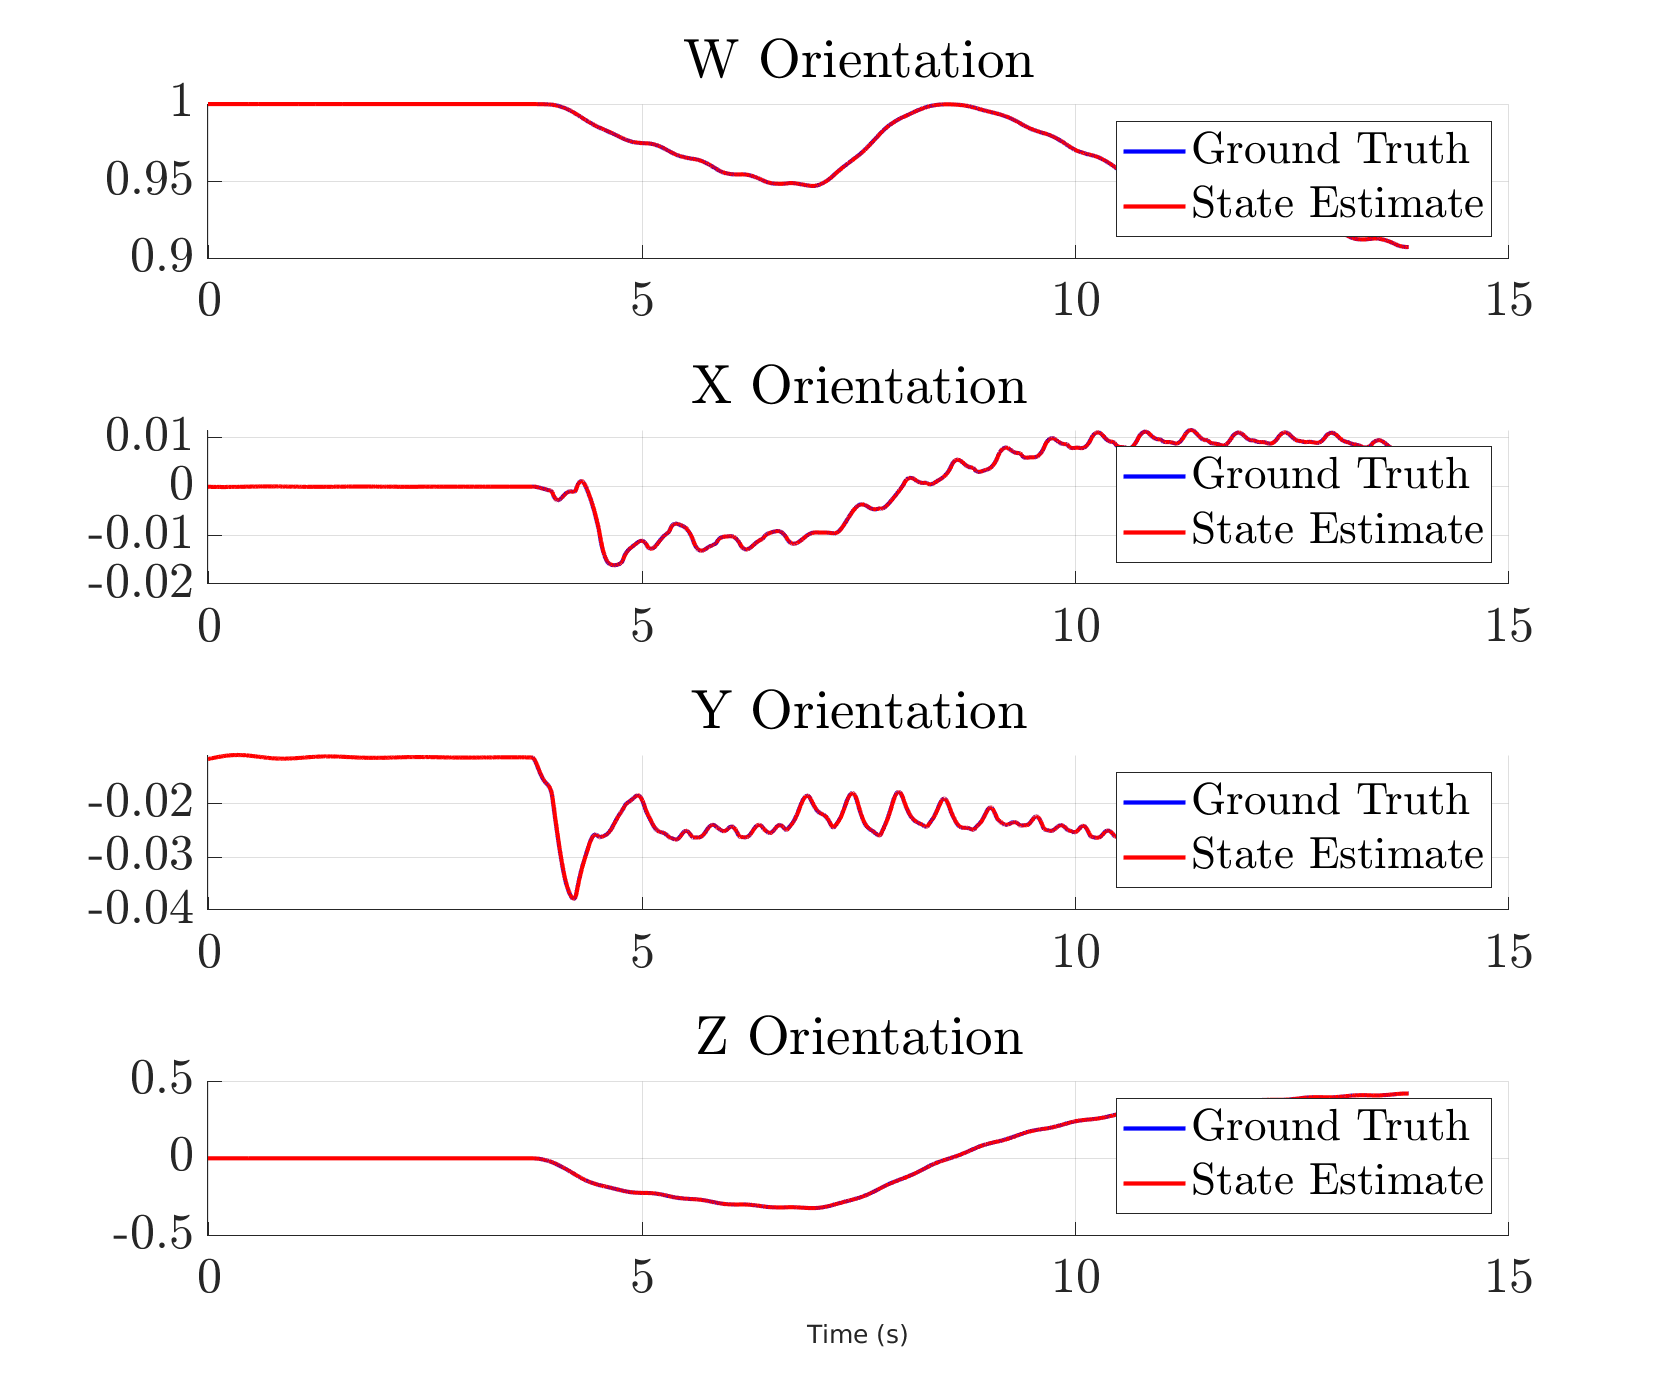 W Orientation
1
0.95
0.9
0 5 10 15
Ground Truth
State Estimate
X Orientation
0.01
0
-0.01
-0.02
0 5 10 15
Ground Truth
State Estimate
Y Orientation
-0.02
-0.03
-0.04
0 5 10 15
Ground Truth
State Estimate
Z Orientation
0.5
0
-0.5
0 5 10 15
Ground Truth
State Estimate
Time (s)